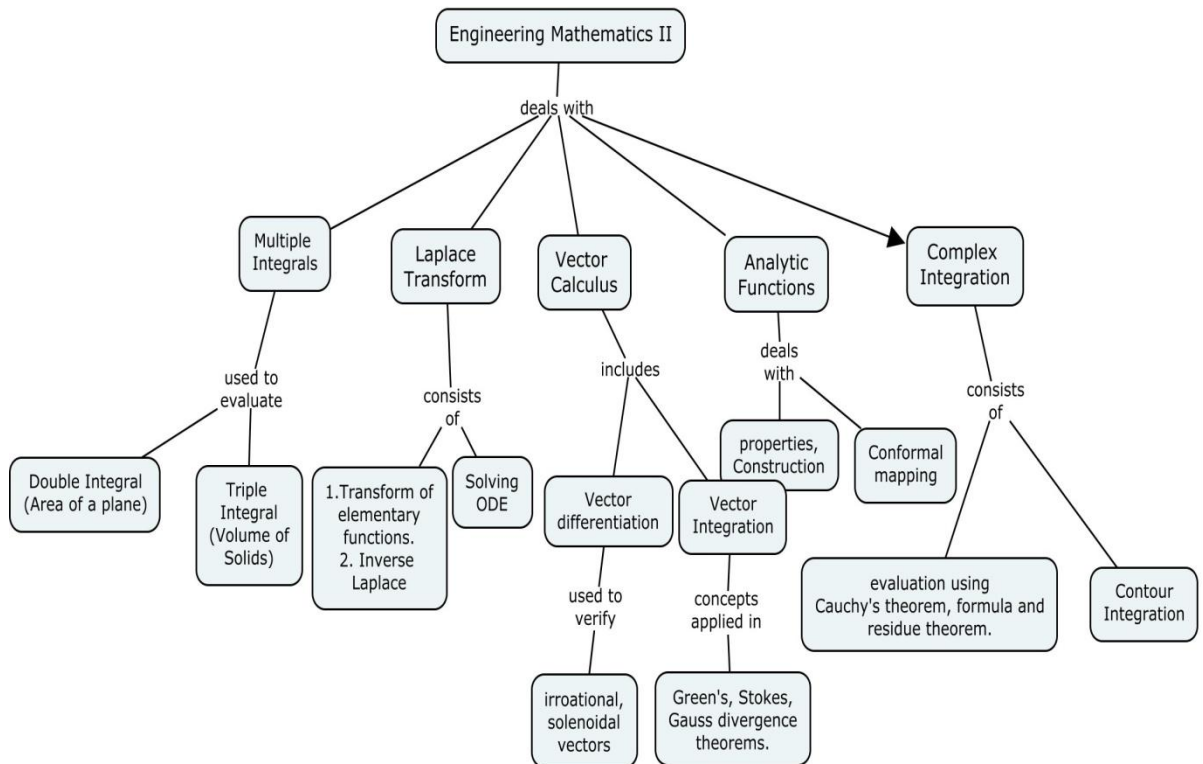 Engineering Mathematics II
deals with
Multiple
Integrals
Laplace
Transform
Vector
Calculus
Analytic
Functions
Complex
Integration
used to
evaluate
consists
of
includes
deals
with
consists
of
Double Integral
(Area of a plane)
Triple
Integral
(Volume of
Solids)
1.Transform of
elementary
functions.
2. Inverse
Laplace
Solving
ODE
Vector
differentiation
Vector
Integration
properties,
Construction
Conformal
mapping
evaluation using
Cauchy's theorem, formula and
residue theorem.
Contour
Integration
used to
verify
concepts
applied in
irroational,
solenoidal
vectors
Green's, Stokes,
Gauss divergence
theorems.